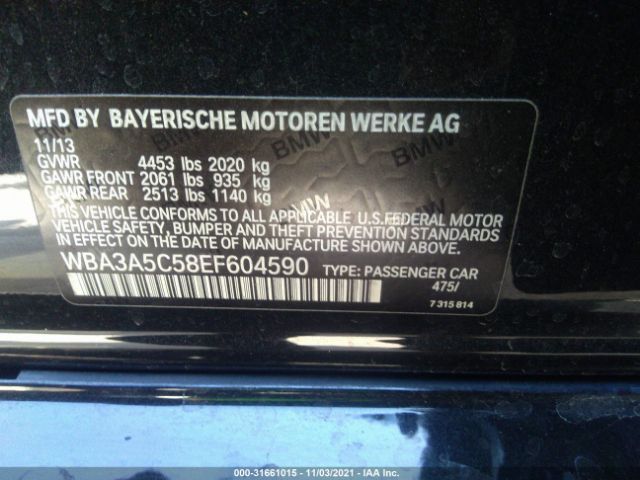 MFD BY BAYERISCHE MOTOREN WERKE AG
11/13
GVWR 4453 lbs 2020 kg
GAWR FRONT 2061 lbs 935 kg
GAWR REAR 2513 lbs 1140 kg
THIS VEHICLE CONFORMS TO ALL APPLICABLE U.S.FEDERAL MOTOR
VEHICLE SAFETY, BUMPER AND THEFT PREVENTION STANDARDS
IN EFFECT ON THE DATE OF MANUFACTURE SHOWN ABOVE.
WBA3A5C58EF604590 TYPE: PASSENGER CAR
475/
7 315 814
000-31661015 - 11/03/2021 - IAA Inc.